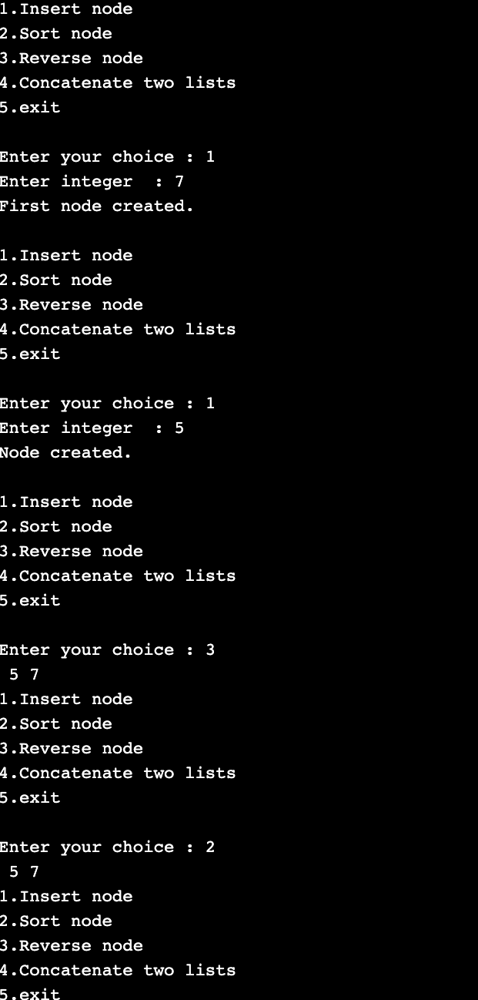 1.Insert node
2.Sort node
3.Reverse node
4.Concatenate two lists
5.exit
Enter your choice : 1
Enter integer  : 7
First node created.
1.Insert node
2.Sort node
3.Reverse node
4.Concatenate two lists
5.exit
Enter your choice : 1
Enter integer  : 5
Node created.
1.Insert node
2.Sort node
3.Reverse node
4.Concatenate two lists
5.exit
Enter your choice : 3
 5 7
1.Insert node
2.Sort node
3.Reverse node
4.Concatenate two lists
5.exit
Enter your choice : 2
 5 7
1.Insert node
2.Sort node
3.Reverse node
4.Concatenate two lists
5.exit